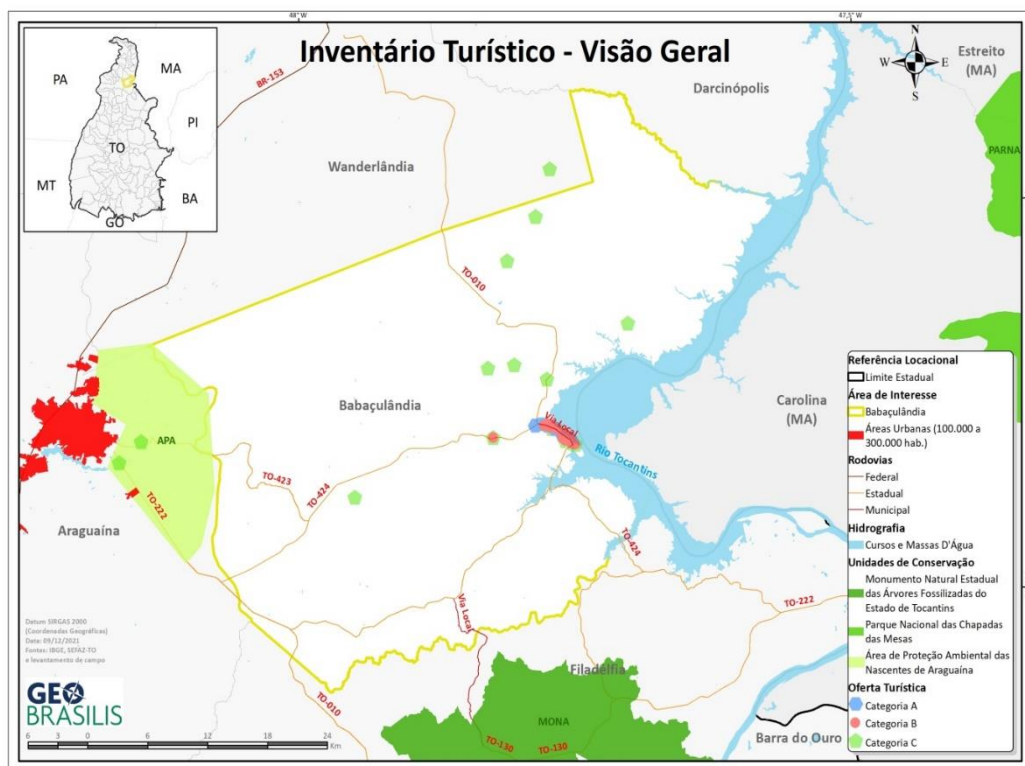 48° W
47,5° W
Inventário Turístico - Visão Geral
N
W
E
S
PA
MA
PI
TO
MT
BA
GO
BR-153
Estreito
(MA)
Darcinópolis
PARNA
Wanderlândia
TO-010
Babaçulândia
Via Local
Carolina
(MA)
Rio Tocantins
APA
TO-423
TO-424
TO-222
Araguaína
TO-424
TO-222
Via Local
Filadélfia
TO-010
MONA
TO-130
TO-130
Barra do Ouro
Referência Locacional
Limite Estadual
Área de Interesse
Babaçulândia
Áreas Urbanas (100.000 a
300.000 hab.)
Rodovias
Federal
Estadual
Municipal
Hidrografia
Cursos e Massas D'Água
Unidades de Conservação
Monumento Natural Estadual
das Árvores Fossilizadas do
Estado de Tocantins
Parque Nacional das Chapadas
das Mesas
Área de Proteção Ambiental das
Nascentes de Araguaína
Oferta Turística
Categoria A
Categoria B
Categoria C
Datum SIRGAS 2000
(Coordenadas Geográficas)
Data: 09/12/2021
Fontes: IBGE, SEFAZ-TO
e levantamento de campo
GEO
BRASILIS
6 3 0 6 12 18 24
Km